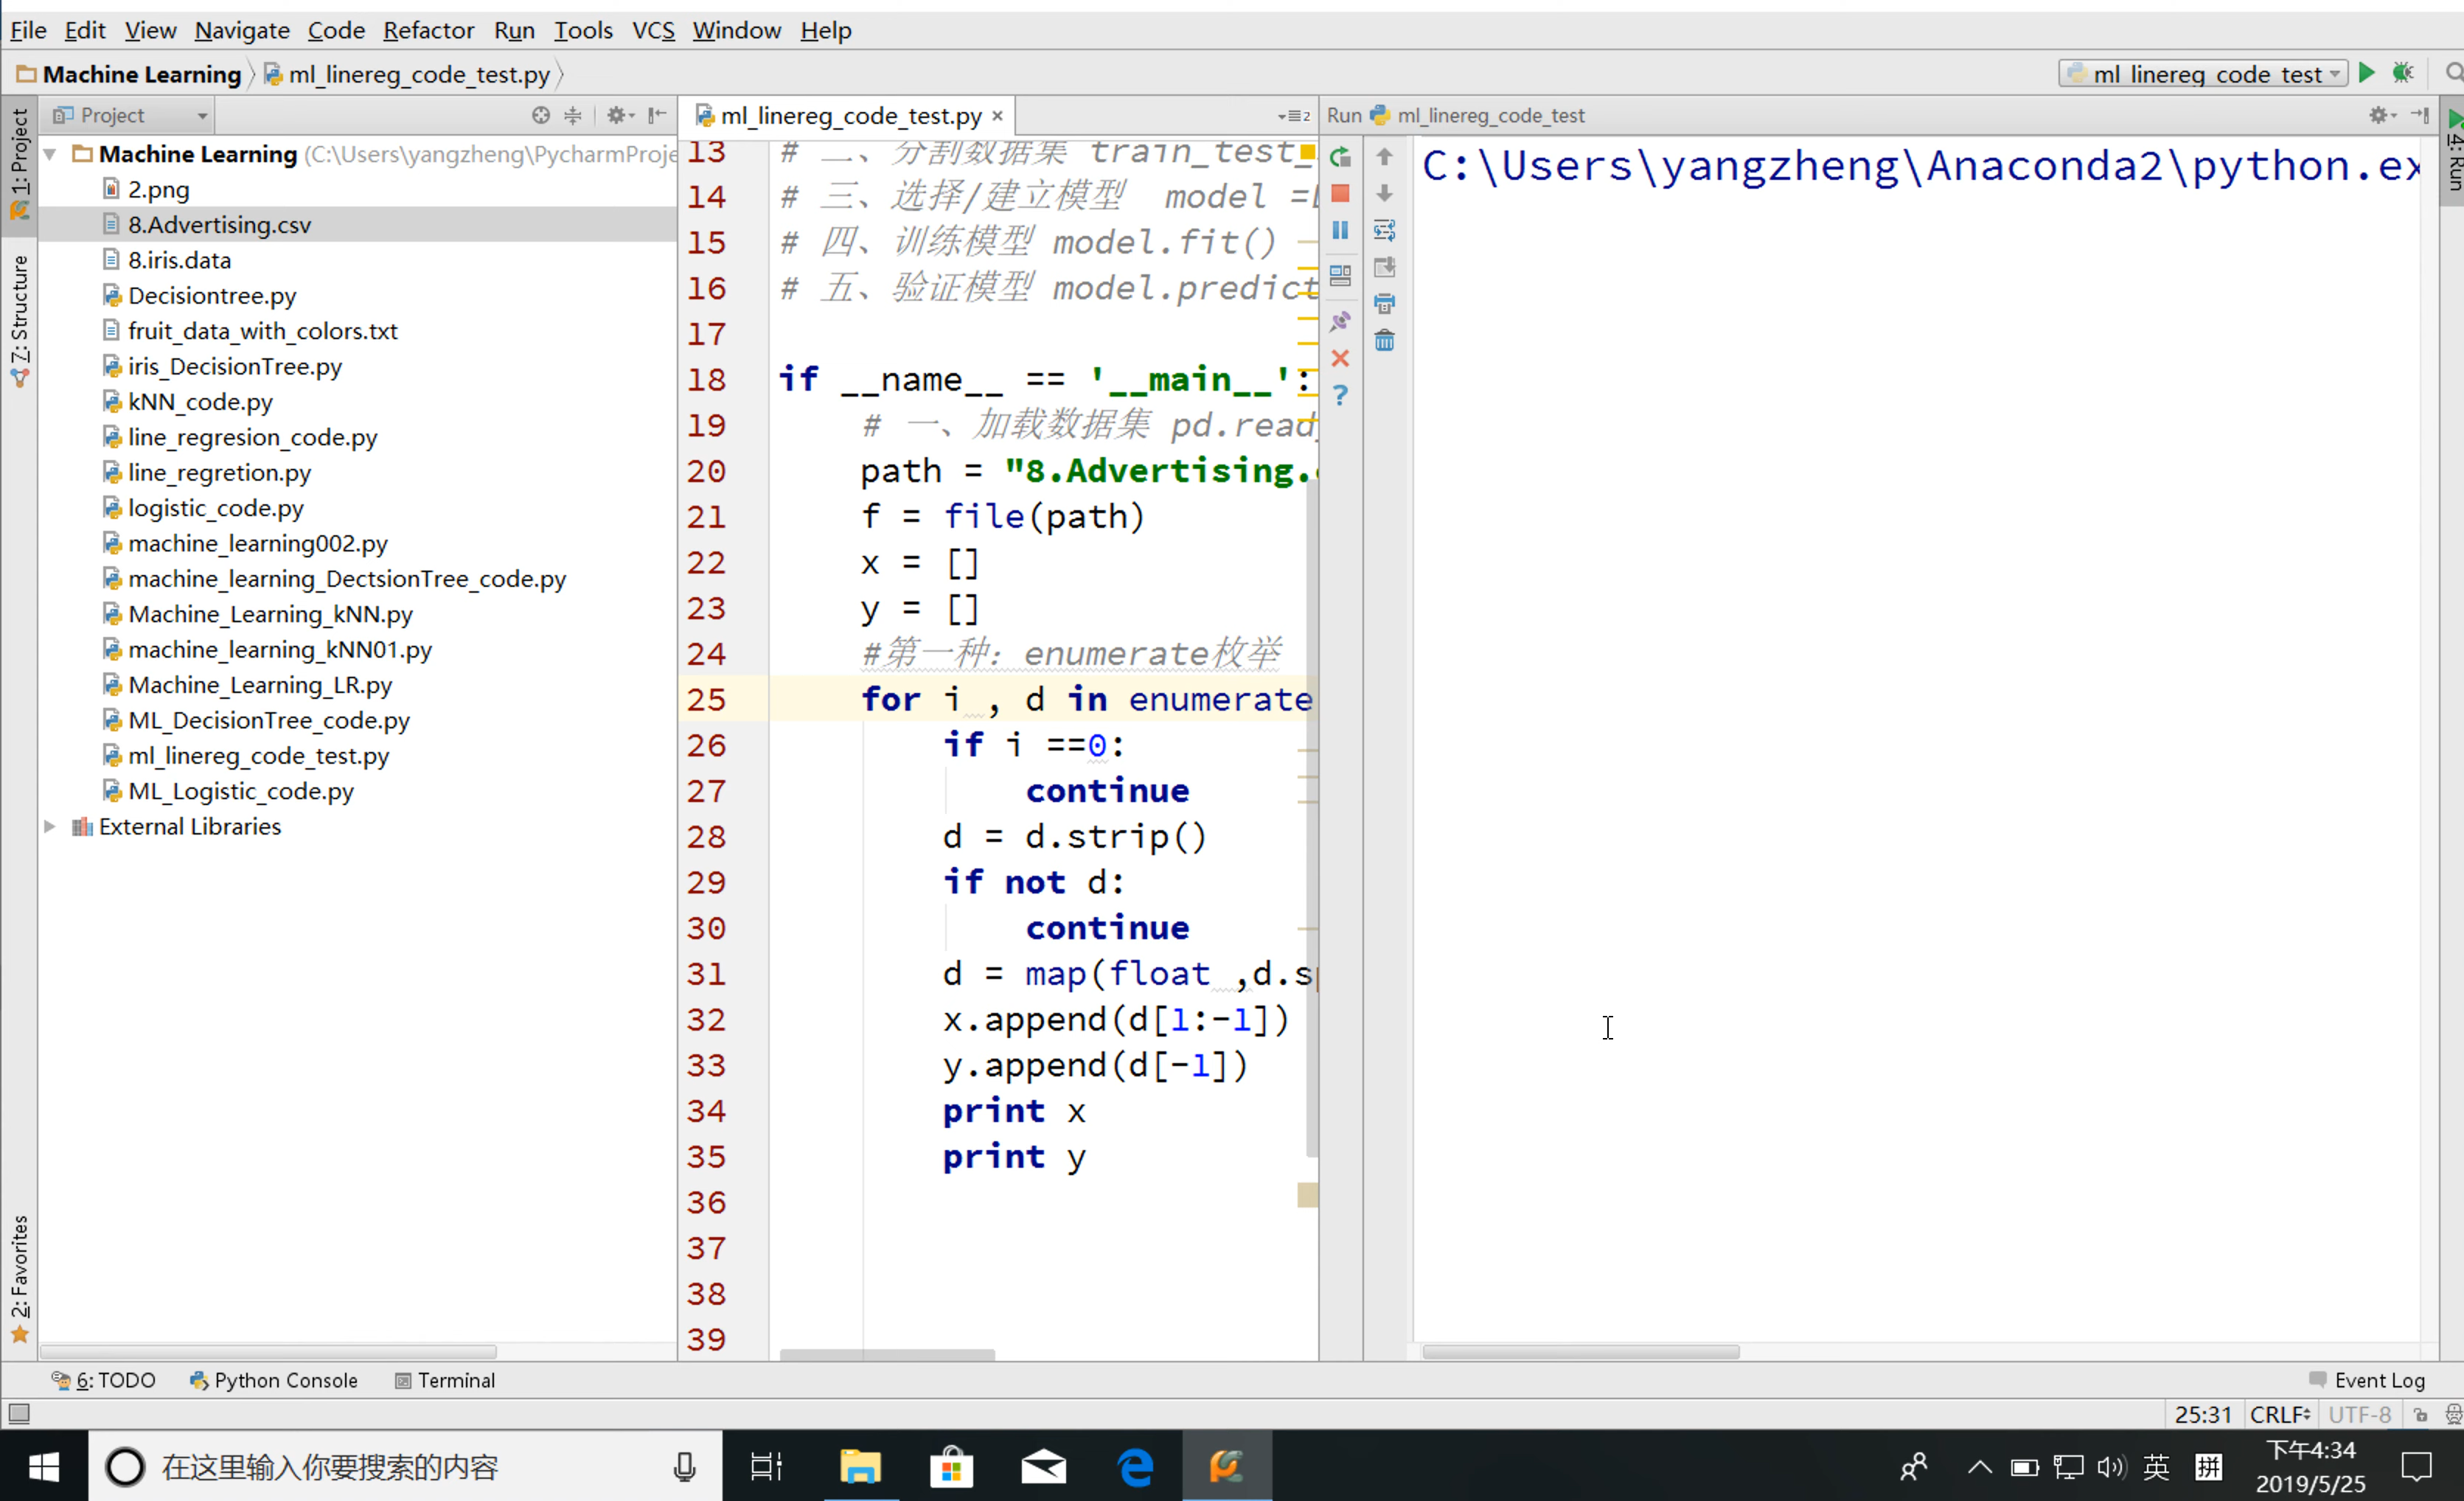 File Edit View Navigate Code Refactor Run Tools VCS Window Help
Machine Learning ml_linereg_code_test.py ml_linereg_code_test
1: Project
7: Structure
2: Favorites
Project
Machine Learning (C:\Users\yangzheng\PycharmProje
2.png
8.Advertising.csv
8.iris.data
Decisiontree.py
fruit_data_with_colors.txt
iris_DecisionTree.py
kNN_code.py
line_regresion_code.py
line_regretion.py
logistic_code.py
machine_learning002.py
machine_learning_DectsionTree_code.py
Machine_Learning_kNN.py
machine_learning_kNN01.py
Machine_Learning_LR.py
ML_DecisionTree_code.py
ml_linereg_code_test.py
ML_Logistic_code.py
External Libraries
ml_linereg_code_test.py
13 # 二、分割数据集 train_test_
14 # 三、选择/建立模型 model =
15 # 四、训练模型 model.fit()
16 # 五、验证模型 model.predict
17
18 if __name__ == '__main__':
19 # 一、加载数据集 pd.read_
20 path = "8.Advertising.
21 f = file(path)
22 x = []
23 y = []
24 #第一种：enumerate枚举
25 for i , d in enumerate
26 if i ==0:
27 continue
28 d = d.strip()
29 if not d:
30 continue
31 d = map(float ,d.sp
32 x.append(d[1:-1])
33 y.append(d[-1])
34 print x
35 print y
36
37
38
39
Run ml_linereg_code_test
C:\Users\yangzheng\Anaconda2\python.ex
4: Run
6: TODO Python Console Terminal Event Log
25:31 CRLF UTF-8
在这里输入你要搜索的内容
英 拼 下午4:34
2019/5/25